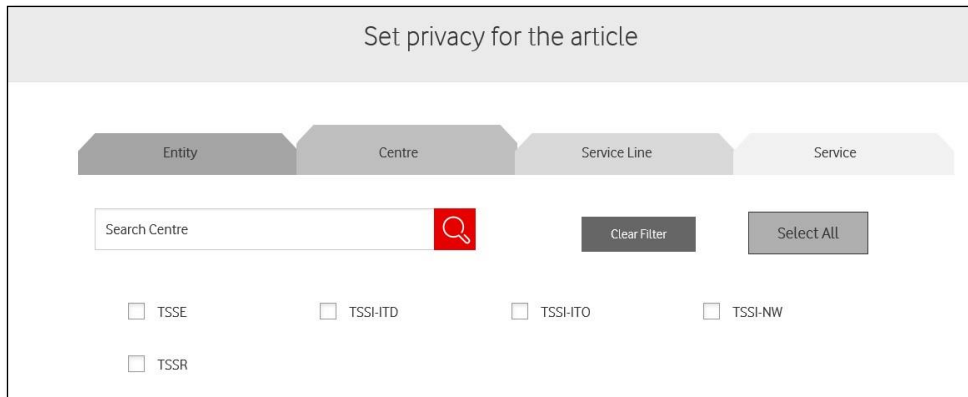 Set privacy for the article
Entity Centre Service Line Service
Search Centre Clear Filter Select All
TSSE TSSI-ITD TSSI-ITO TSSI-NW
TSSR